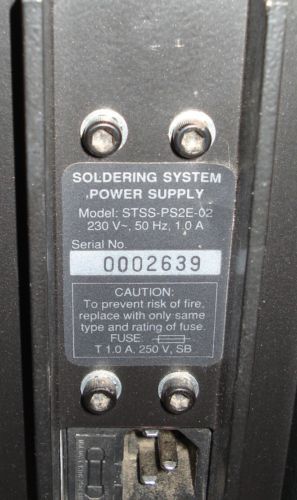 SOLDERING SYSTEM
POWER SUPPLY
Model: STSS-PS2E-02
230 V~, 50 Hz, 1.0 A
Serial No.
0002639
CAUTION:
To prevent risk of fire,
replace with only same
type and rating of fuse.
FUSE:
T 1.0 A, 250 V, SB